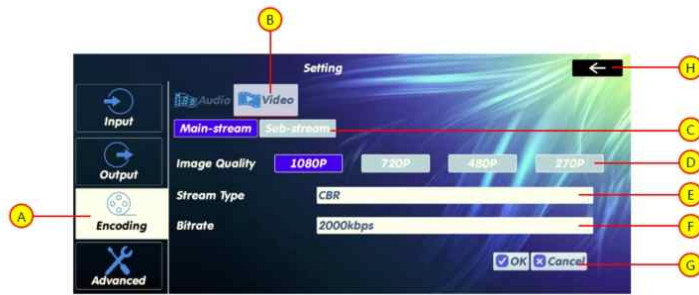 B
Setting
H
Audio Video
Input
Main-stream Sub-stream
C
Image Quality 1080P 720P 480P 270P
D
Output
Stream Type CBR
E
A
Encoding
Bitrate 2000kbps
F
OK Cancel
G
Advanced